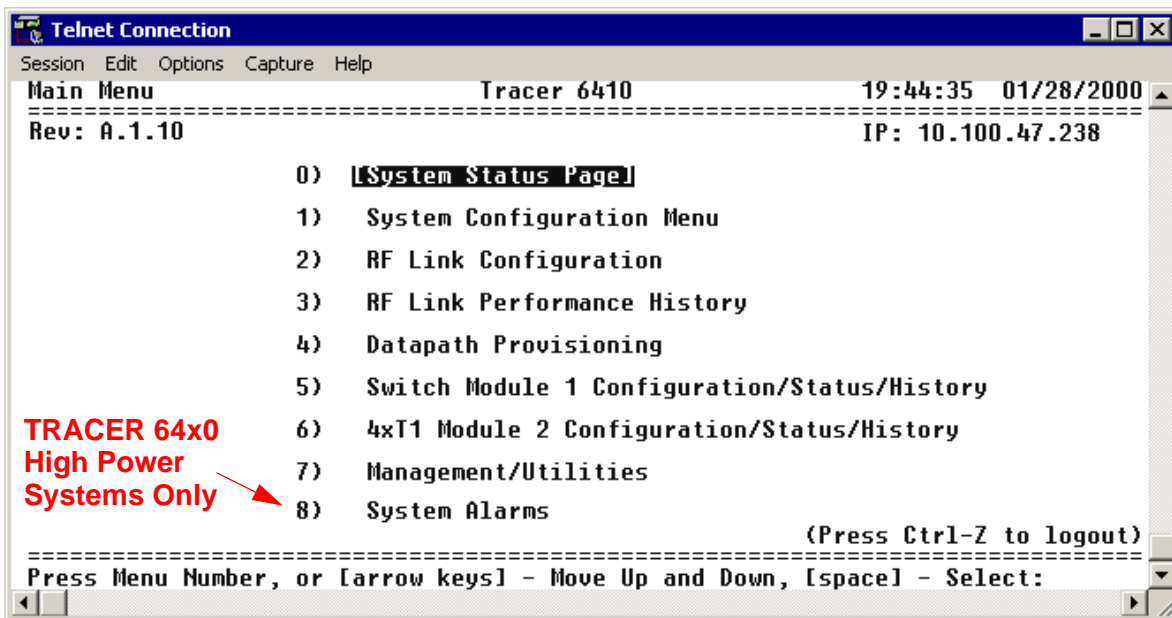 Telnet Connection
Session Edit Options Capture Help
Main Menu Tracer 6410 19:44:35 01/28/2000
================================================================================
Rev: A.1.10 IP: 10.100.47.238
0) [System Status Page]
1) System Configuration Menu
2) RF Link Configuration
3) RF Link Performance History
4) Datapath Provisioning
5) Switch Module 1 Configuration/Status/History
TRACER 64x0
High Power
Systems Only
6) 4xT1 Module 2 Configuration/Status/History
7) Management/Utilities
8) System Alarms
(Press Ctrl-Z to logout)
================================================================================
Press Menu Number, or [arrow keys] - Move Up and Down, [space] - Select: